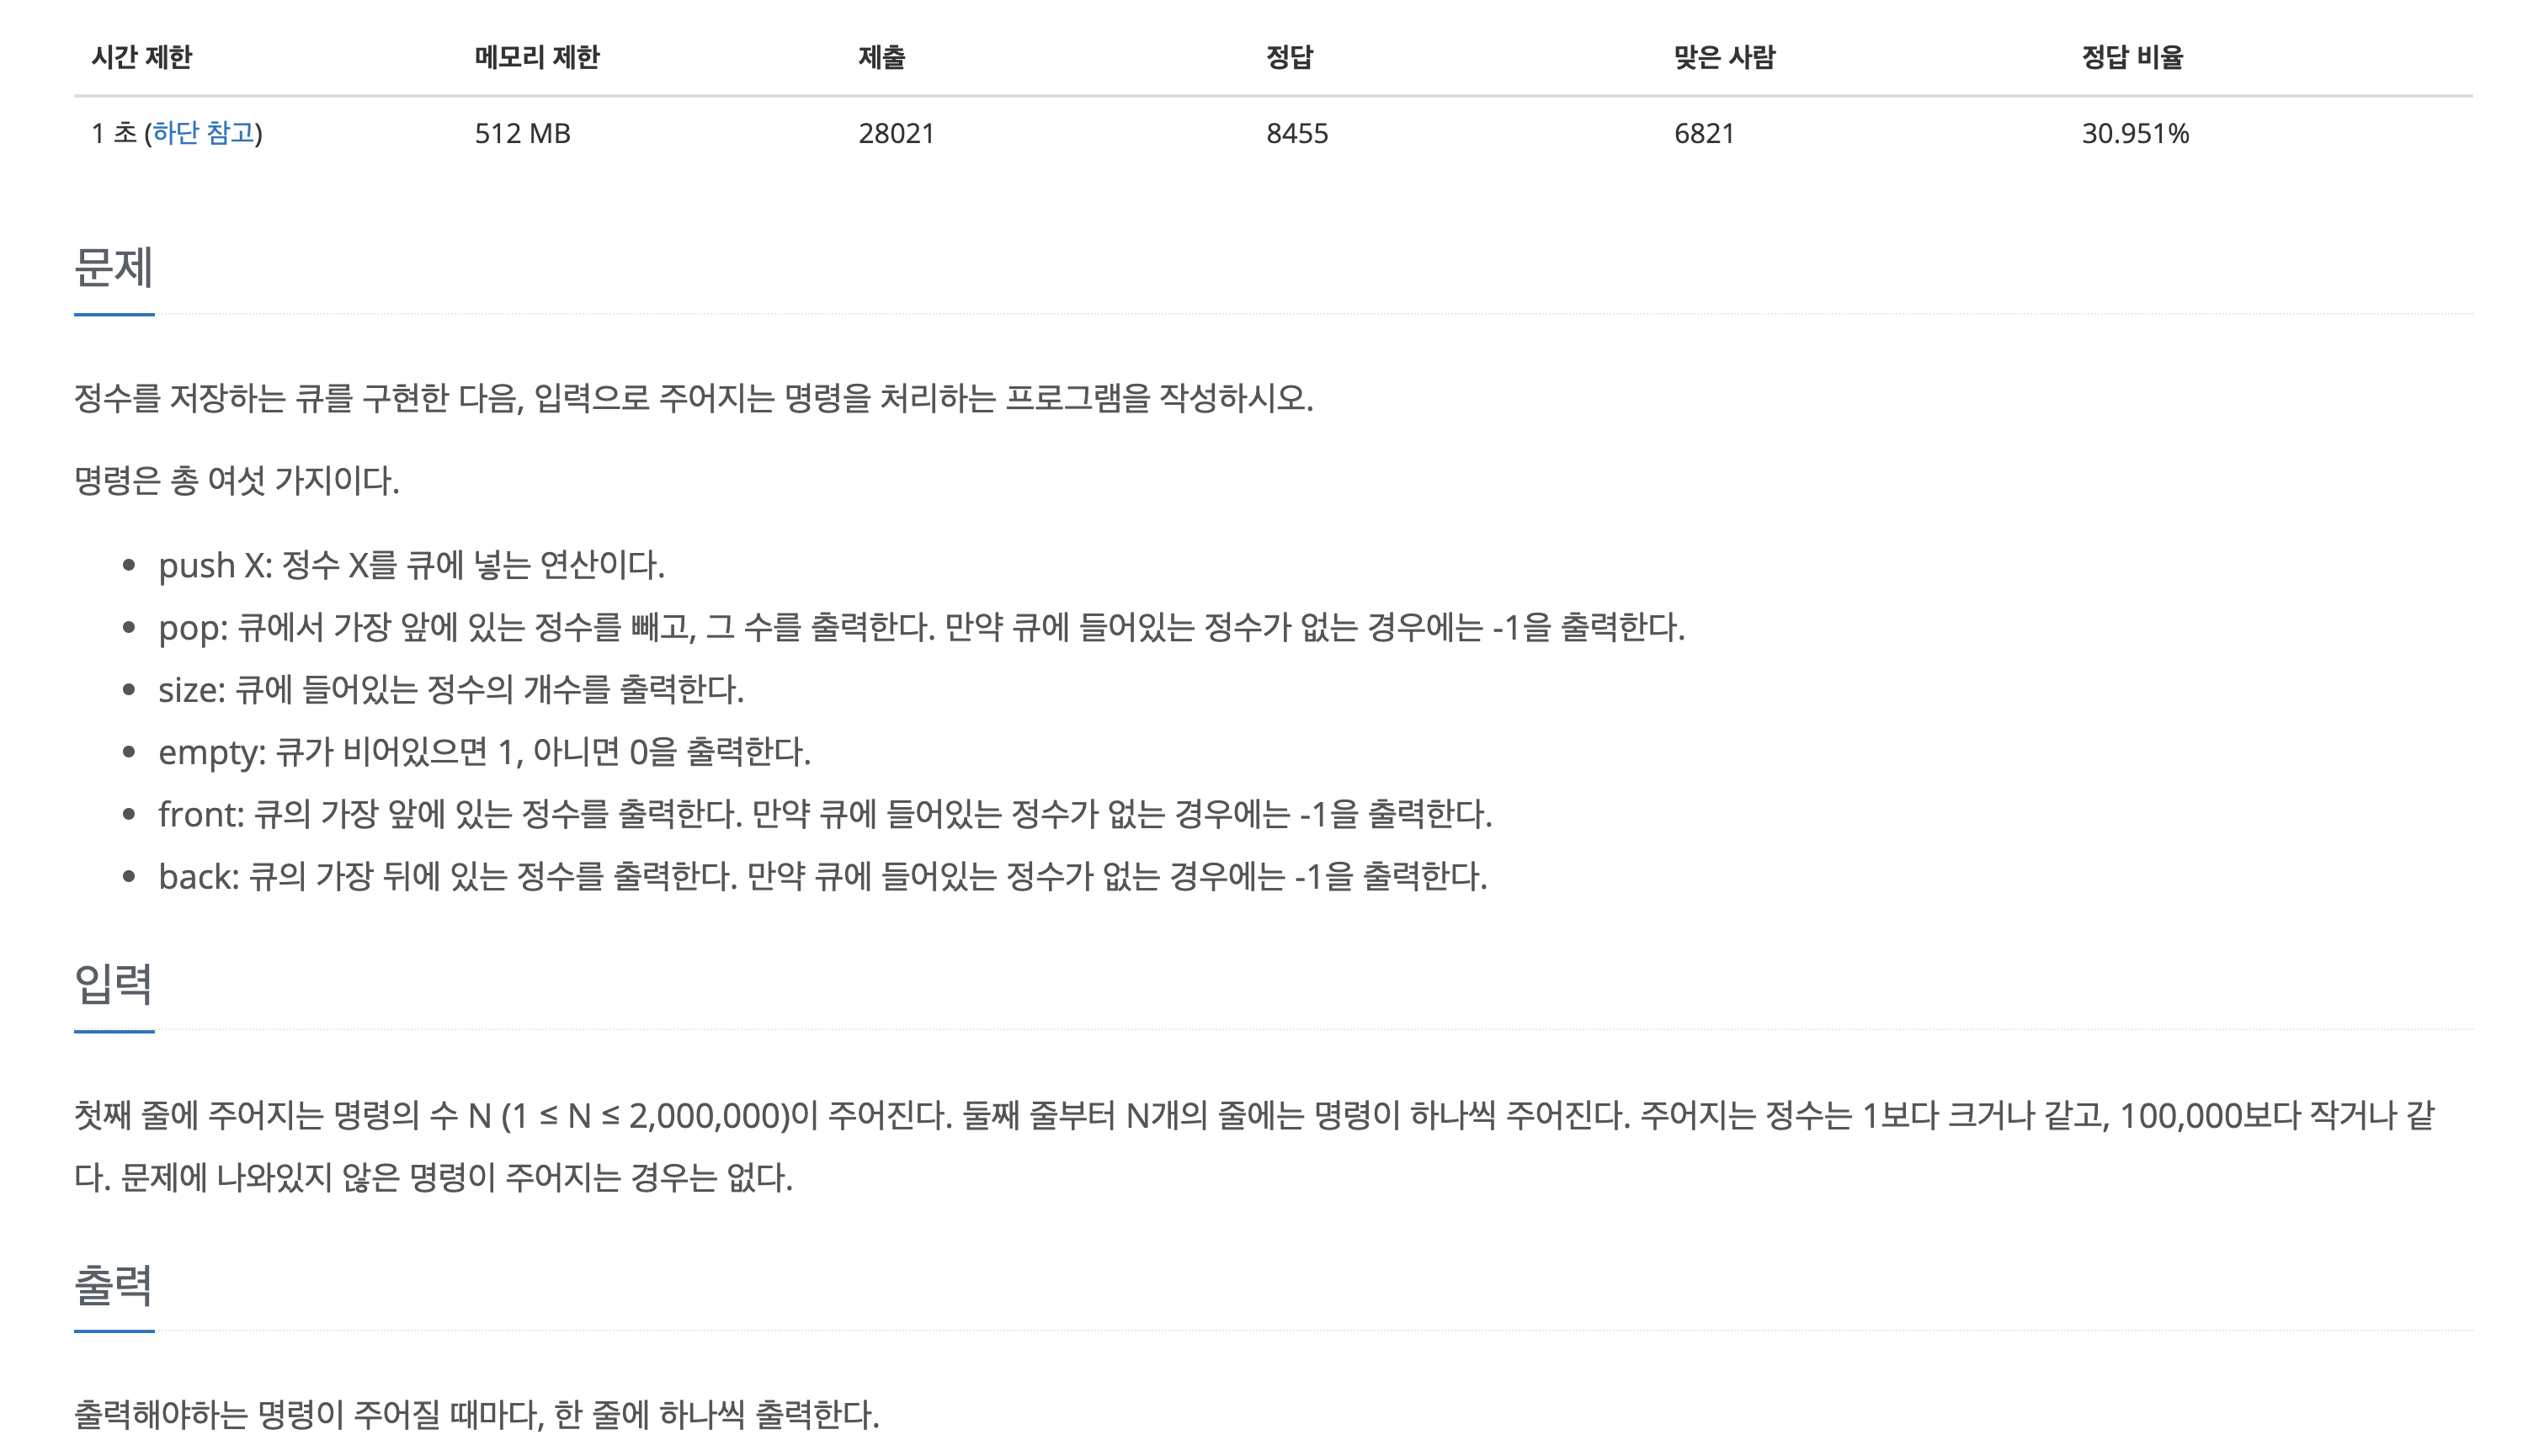 시간 제한 메모리 제한 제출 정답 맞은 사람 정답 비율
1 초 (하단 참고) 512 MB 28021 8455 6821 30.951%
문제
정수를 저장하는 큐를 구현한 다음, 입력으로 주어지는 명령을 처리하는 프로그램을 작성하시오.
명령은 총 여섯 가지이다.
• push X: 정수 X를 큐에 넣는 연산이다.
• pop: 큐에서 가장 앞에 있는 정수를 빼고, 그 수를 출력한다. 만약 큐에 들어있는 정수가 없는 경우에는 -1을 출력한다.
• size: 큐에 들어있는 정수의 개수를 출력한다.
• empty: 큐가 비어있으면 1, 아니면 0을 출력한다.
• front: 큐의 가장 앞에 있는 정수를 출력한다. 만약 큐에 들어있는 정수가 없는 경우에는 -1을 출력한다.
• back: 큐의 가장 뒤에 있는 정수를 출력한다. 만약 큐에 들어있는 정수가 없는 경우에는 -1을 출력한다.
입력
첫째 줄에 주어지는 명령의 수 N (1 ≤ N ≤ 2,000,000)이 주어진다. 둘째 줄부터 N개의 줄에는 명령이 하나씩 주어진다. 주어지는 정수는 1보다 크거나 같고, 100,000보다 작거나 같
다. 문제에 나와있지 않은 명령이 주어지는 경우는 없다.
출력
출력해야하는 명령이 주어질 때마다, 한 줄에 하나씩 출력한다.